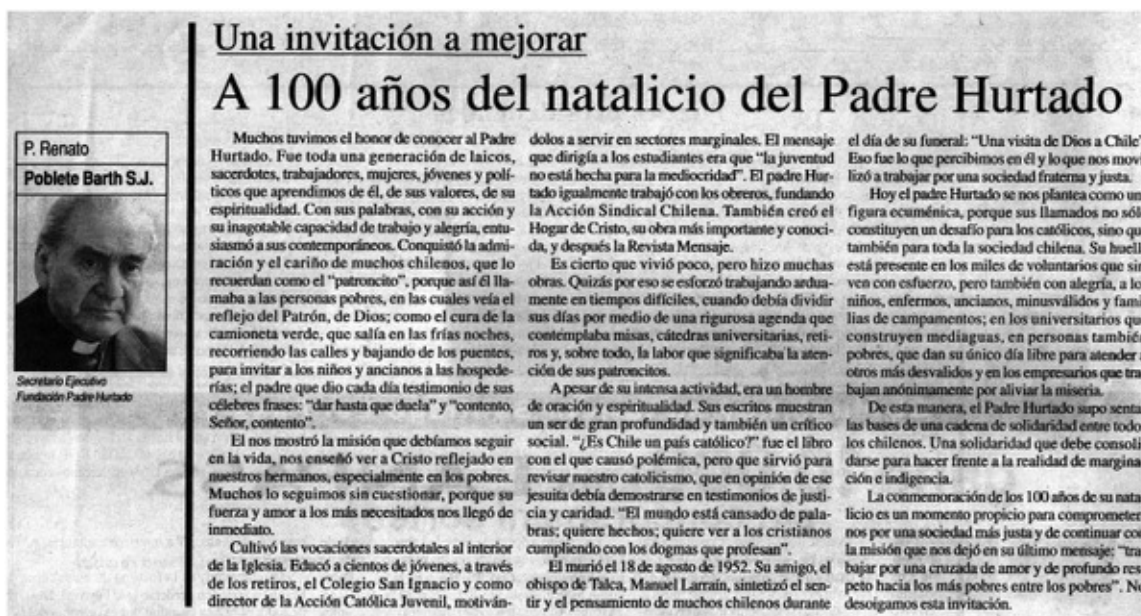 Una invitación a mejorar
A 100 años del natalicio del Padre Hurtado
P. Renato
Poblete Barth S.J.
Secretario Ejecutivo
Fundación Padre Hurtado
Muchos tuvimos el honor de conocer al Padre
Hurtado. Fue toda una generación de laicos,
sacerdotes, trabajadores, mujeres, jóvenes y polí-
ticos que aprendimos de él, de sus valores, de su
espiritualidad. Con sus palabras, con su acción y
su inagotable capacidad de trabajo y alegría, entu-
siasmó a sus contemporáneos. Conquistó la admi-
ración y el cariño de muchos chilenos, que lo
recuerdan como el "patroncito", porque así él lla-
maba a las personas pobres, en las cuales veía el
reflejo del Patrón, de Dios; como el cura de la
camioneta verde, que salía en las frías noches,
recorriendo las calles y bajando de los puentes,
para invitar a los niños y ancianos a las hospede-
rías; el padre que dio cada día testimonio de sus
célebres frases: "dar hasta que duela" y "contento,
Señor, contento".
El nos mostró la misión que debíamos seguir
en la vida, nos enseñó ver a Cristo reflejado en
nuestros hermanos, especialmente en los pobres.
Muchos lo seguimos sin cuestionar, porque su
fuerza y amor a los más necesitados nos llegó de
inmediato.
Cultivó las vocaciones sacerdotales al interior
de la Iglesia. Educó a cientos de jóvenes, a través
de los retiros, el Colegio San Ignacio y como
director de la Acción Católica Juvenil, motiván-
dolos a servir en sectores marginales. El mensaje
que dirigía a los estudiantes era que "la juventud
no está hecha para la mediocridad". El padre Hur-
tado igualmente trabajó con los obreros, fundando
la Acción Sindical Chilena. También creó el
Hogar de Cristo, su obra más importante y conoci-
da, y después la Revista Mensaje.
Es cierto que vivió poco, pero hizo muchas
obras. Quizás por eso se esforzó trabajando ardua-
mente en tiempos difíciles, cuando debía dividir
sus días por medio de una rigurosa agenda que
contemplaba misas, cátedras universitarias, reti-
ros y, sobre todo, la labor que significaba la aten-
ción de sus patroncitos.
A pesar de su intensa actividad, era un hombre
de oración y espiritualidad. Sus escritos muestran
un ser de gran profundidad y también un crítico
social. "¿Es Chile un país católico?" fue el libro
con el que causó polémica, pero que sirvió para
revisar nuestro catolicismo, que en opinión de ese
jesuita debía demostrarse en testimonios de justi-
cia y caridad. "El mundo está cansado de pala-
bras; quiere hechos; quiere ver a los cristianos
cumpliendo con los dogmas que profesan".
El murió el 18 de agosto de 1952. Su amigo, el
obispo de Talca, Manuel Larraín, sintetizó el sen-
tir y el pensamiento de muchos chilenos durante
el día de su funeral: "Una visita de Dios a Chile"
Eso fue lo que percibimos en él y lo que nos movi
lizó a trabajar por una sociedad fraterna y justa.
Hoy el padre Hurtado se nos plantea como un
figura ecuménica, porque sus llamados no sól
constituyen un desafío para los católicos, sino qu
también para toda la sociedad chilena. Su huell
está presente en los miles de voluntarios que sir
ven con esfuerzo, pero también con alegría, a lo
niños, enfermos, ancianos, minusválidos y fami
lias de campamentos; en los universitarios qu
construyen mediaguas, en personas también
pobres, que dan su único día libre para atender a
otros más desvalidos y en los empresarios que tra
bajan anónimamente por aliviar la miseria.
De esta manera, el Padre Hurtado supo senta
las bases de una cadena de solidaridad entre todo
los chilenos. Una solidaridad que debe consoli
darse para hacer frente a la realidad de margina
ción e indigencia.
La conmemoración de los 100 años de su nata
licio es un momento propicio para comprometer
nos por una sociedad más justa y de continuar con
la misión que nos dejó en su último mensaje: "tra
bajar por una cruzada de amor y de profundo res
peto hacia los más pobres entre los pobres". No
desoigamos esta invitación.